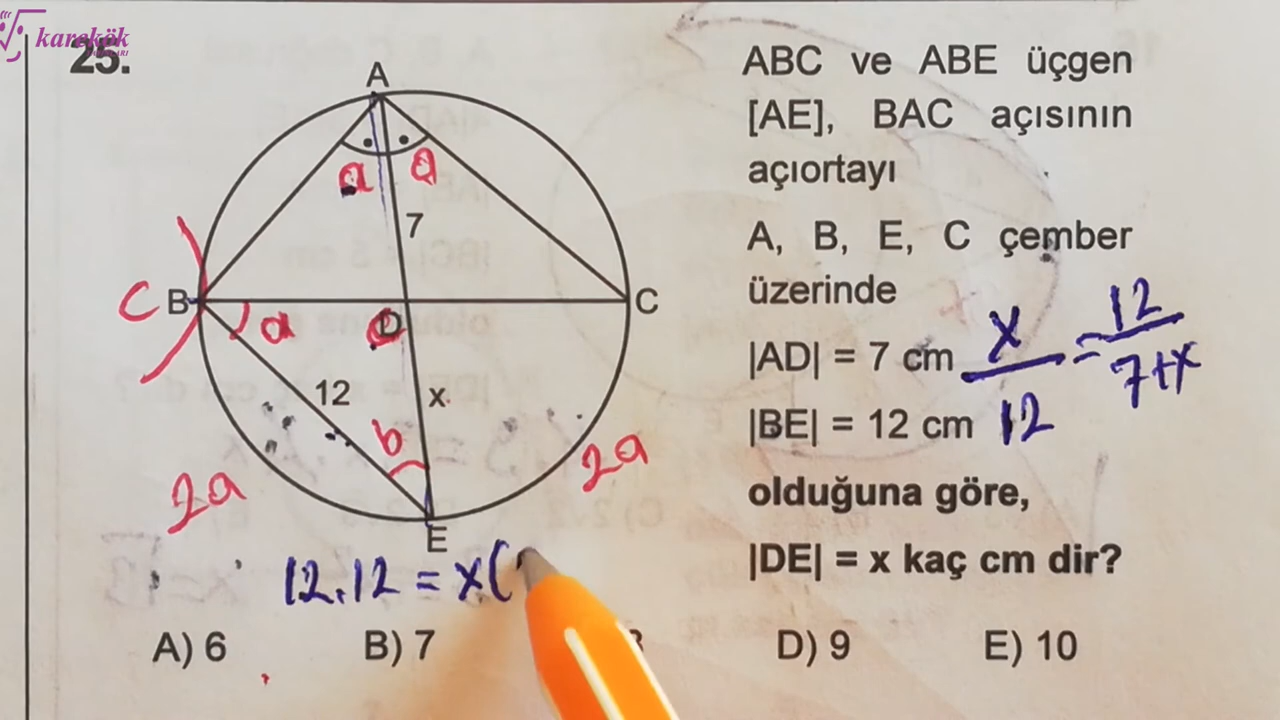 karekök
25.
ABC ve ABE üçgen
[AE], BAC açısının
açıortayı
A, B, E, C çember
üzerinde
|AD| = 7 cm
|BE| = 12 cm
olduğuna göre,
|DE| = x kaç cm dir?
x/12 = 12/7+x
A
a a
7
C B
C
a
D
12
x
b
2a
2a
E
12.12 = x(
A) 6
B) 7
D) 9
E) 10